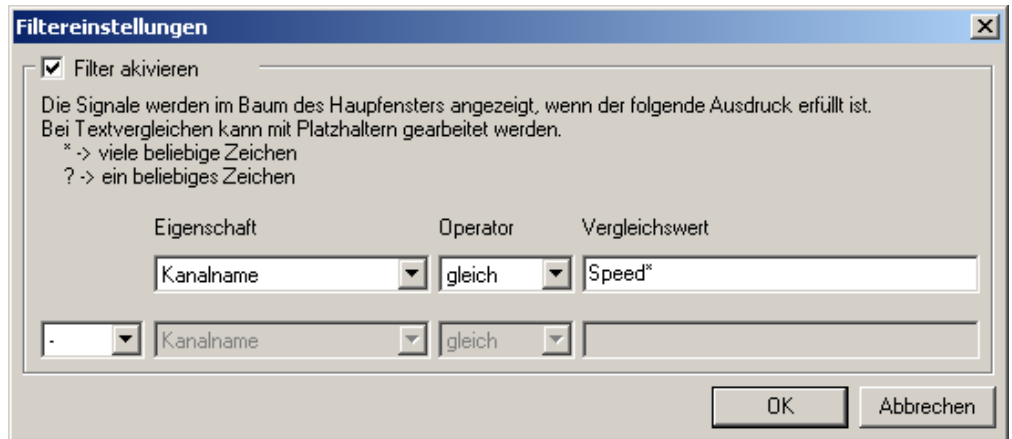 Filtereinstellungen
Filter akivieren
Die Signale werden im Baum des Haupfensters angezeigt, wenn der folgende Ausdruck erfüllt ist.
Bei Textvergleichen kann mit Platzhaltern gearbeitet werden.
* -> viele beliebige Zeichen
? -> ein beliebiges Zeichen
Eigenschaft Operator Vergleichswert
Kanalname gleich Speed*
- Kanalname gleich
OK Abbrechen